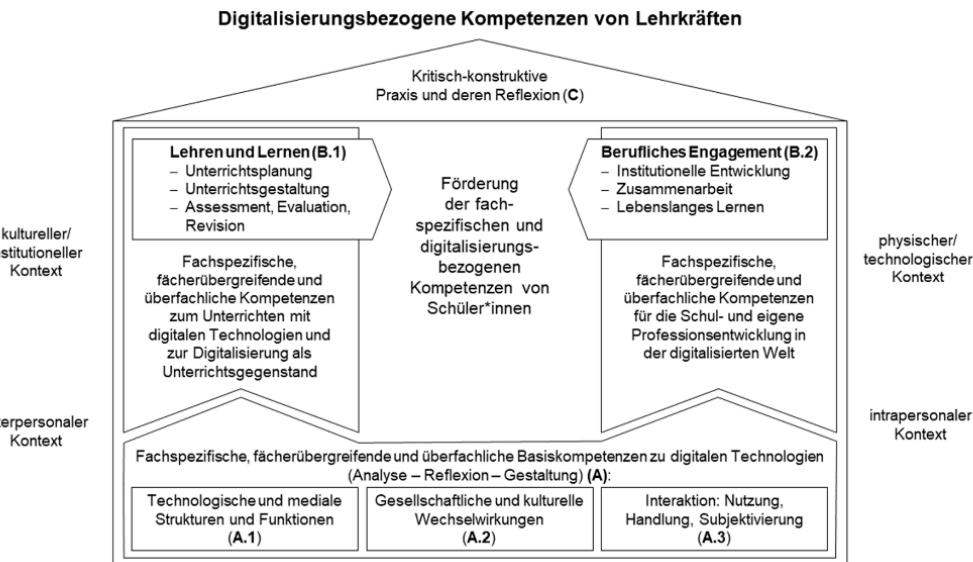 Digitalisierungsbezogene Kompetenzen von Lehrkräften
Kritisch-konstruktive
Praxis und deren Reflexion (C)
Lehren und Lernen (B.1)
– Unterrichtsplanung
– Unterrichtsgestaltung
– Assessment, Evaluation,
Revision
Förderung
der fach-
spezifischen und
digitalisierungs-
bezogenen
Kompetenzen von
Schüler*innen
Berufliches Engagement (B.2)
– Institutionelle Entwicklung
– Zusammenarbeit
– Lebenslanges Lernen
kultureller/
nstitutioneller
Kontext
physischer/
technologischer
Kontext
Fachspezifische,
fächerübergreifende und
überfachliche Kompetenzen
zum Unterrichten mit
digitalen Technologien und
zur Digitalisierung als
Unterrichtsgegenstand
Fachspezifische,
fächerübergreifende und
überfachliche Kompetenzen
für die Schul- und eigene
Professionsentwicklung in
der digitalisierten Welt
terpersonaler
Kontext
intrapersonaler
Kontext
Fachspezifische, fächerübergreifende und überfachliche Basiskompetenzen zu digitalen Technologien
(Analyse – Reflexion – Gestaltung) (A):
Technologische und mediale
Strukturen und Funktionen
(A.1)
Gesellschaftliche und kulturelle
Wechselwirkungen
(A.2)
Interaktion: Nutzung,
Handlung, Subjektivierung
(A.3)